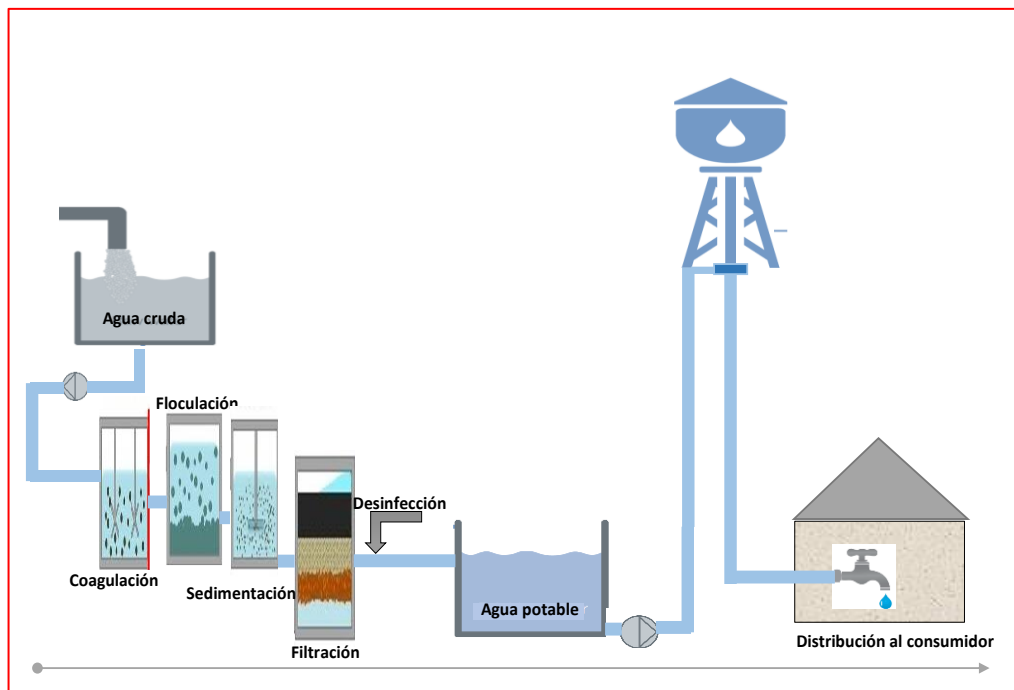 Agua cruda
Floculación
Coagulación
Sedimentación
Desinfección
Filtración
Agua potable
Distribución al consumidor